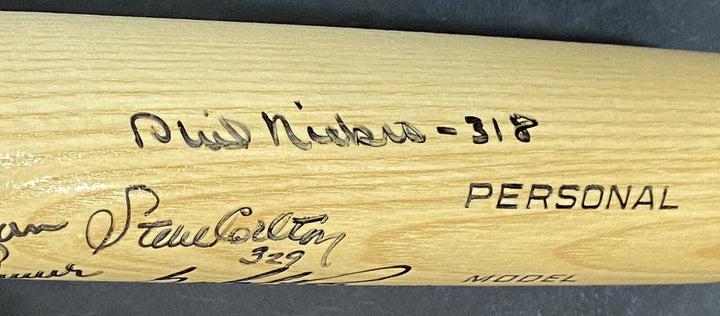 Phil Niekro - 318
PERSONAL
Steve Carlton
329
MODEL